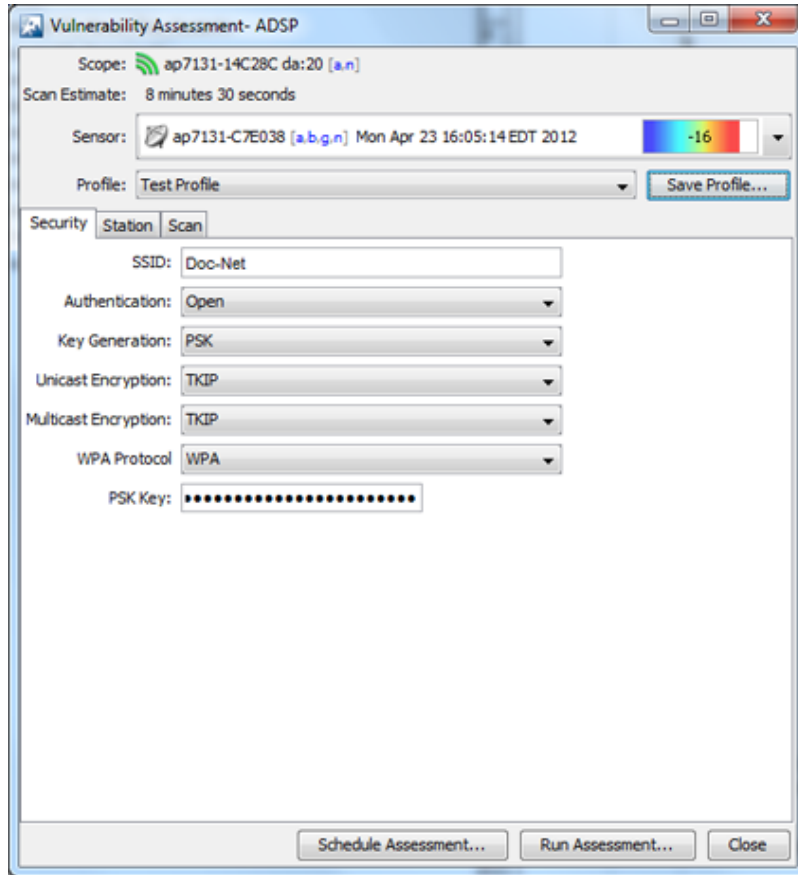 Vulnerability Assessment- ADSP
Scope: ap7131-14C28C da:20 [a,n]
Scan Estimate: 8 minutes 30 seconds
Sensor: ap7131-C7E038 [a,b,g,n] Mon Apr 23 16:05:14 EDT 2012 -16
Profile: Test Profile Save Profile...
Security Station Scan
SSID: Doc-Net
Authentication: Open
Key Generation: PSK
Unicast Encryption: TKIP
Multicast Encryption: TKIP
WPA Protocol WPA
PSK Key: ••••••••••••••••••••••••
Schedule Assessment... Run Assessment... Close